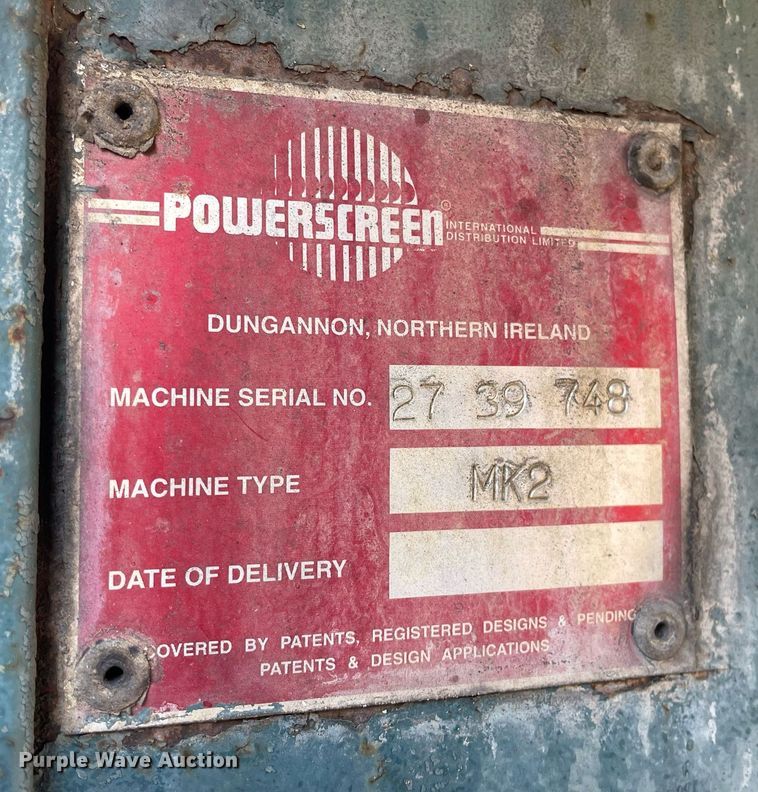 POWERSCREEN®
INTERNATIONAL
DISTRIBUTION LIMITED
DUNGANNON, NORTHERN IRELAND
MACHINE SERIAL NO. 27 39 748
MACHINE TYPE MK2
DATE OF DELIVERY
COVERED BY PATENTS, REGISTERED DESIGNS & PENDING
PATENTS & DESIGN APPLICATIONS
Purple Wave Auction